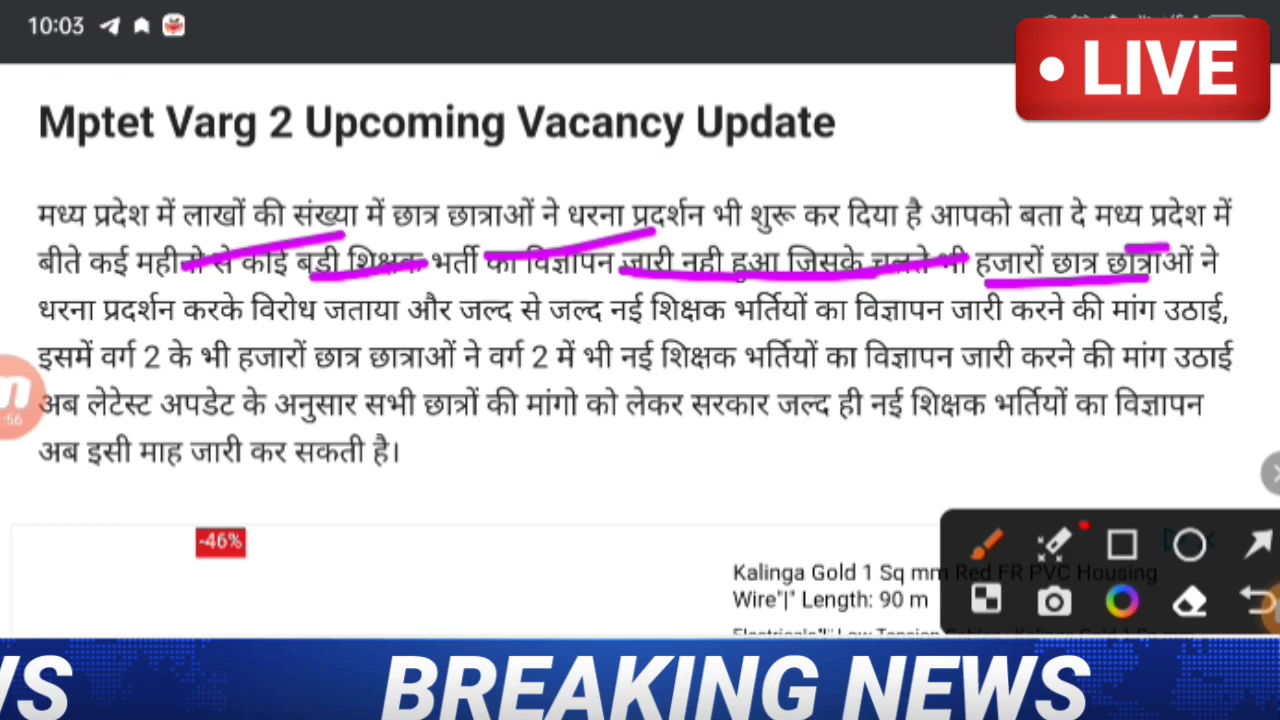 10:03
LIVE
Mptet Varg 2 Upcoming Vacancy Update
मध्य प्रदेश में लाखों की संख्या में छात्र छात्राओं ने धरना प्रदर्शन भी शुरू कर दिया है आपको बता दे मध्य प्रदेश में
बीते कई महीनो से कोई बड़ी शिक्षक भर्ती का विज्ञापन जारी नही हुआ जिसके चलते भी हजारों छात्र छात्राओं ने
धरना प्रदर्शन करके विरोध जताया और जल्द से जल्द नई शिक्षक भर्तियों का विज्ञापन जारी करने की मांग उठाई,
इसमें वर्ग 2 के भी हजारों छात्र छात्राओं ने वर्ग 2 में भी नई शिक्षक भर्तियों का विज्ञापन जारी करने की मांग उठाई
:56
अब लेटेस्ट अपडेट के अनुसार सभी छात्रों की मांगो को लेकर सरकार जल्द ही नई शिक्षक भर्तियों का विज्ञापन
अब इसी माह जारी कर सकती है।
-46%
Kalinga Gold 1 Sq mm Red FR PVC Housing
Wire"|" Length: 90 m
WS BREAKING NEWS